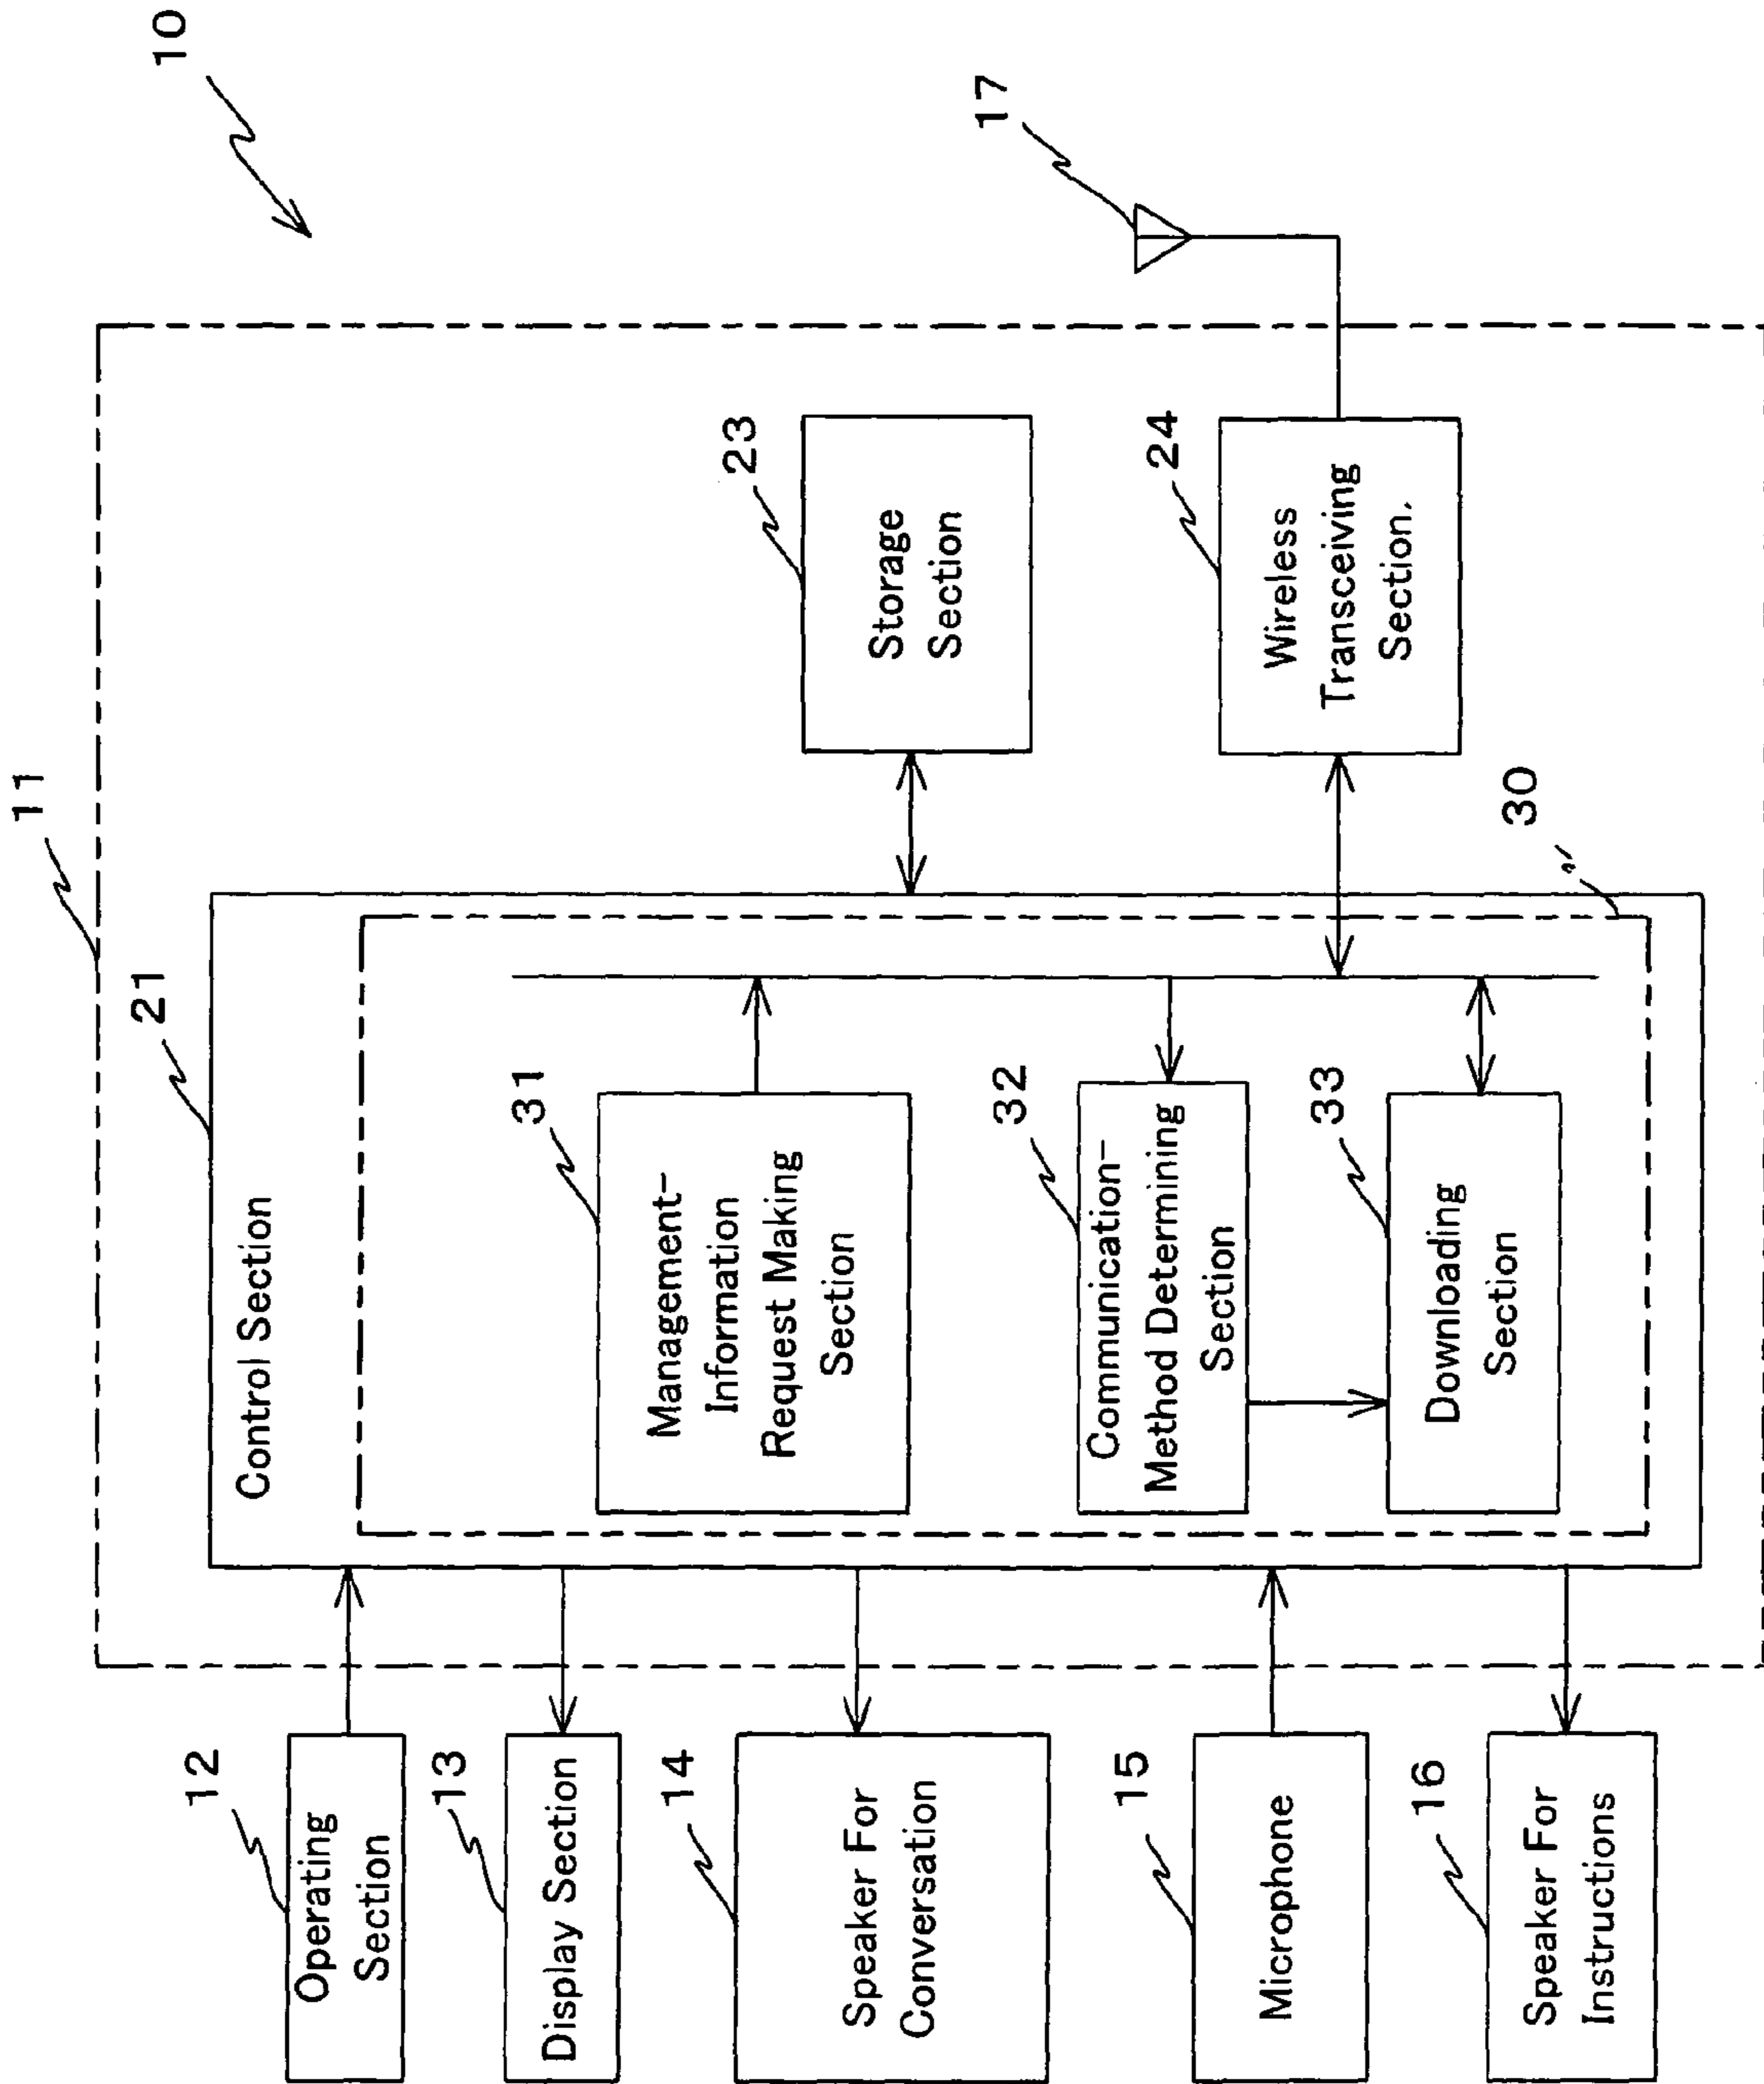 10
11
17
21
Control Section
23
Storage
Section
24
Wireless
Transceiving
Section.
30
31
Management-
Information
Request Making
Section
32
Communication-
Method Determining
Section
33
Downloading
Section
12
Operating
Section
13
Display Section
14
Speaker For
Conversation
15
Microphone
16
Speaker For
Instructions